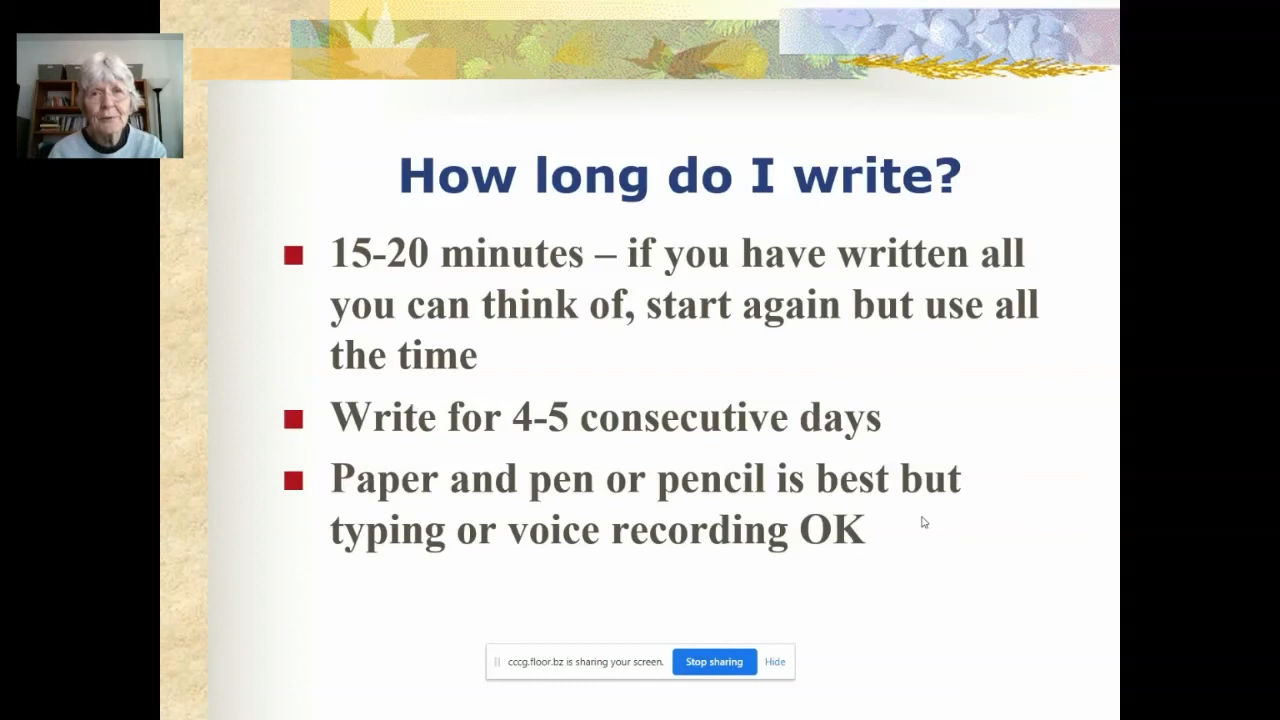 How long do I write?
15-20 minutes – if you have written all
you can think of, start again but use all
the time
Write for 4-5 consecutive days
Paper and pen or pencil is best but
typing or voice recording OK
cccg.floor.bz is sharing your screen. Stop sharing Hide